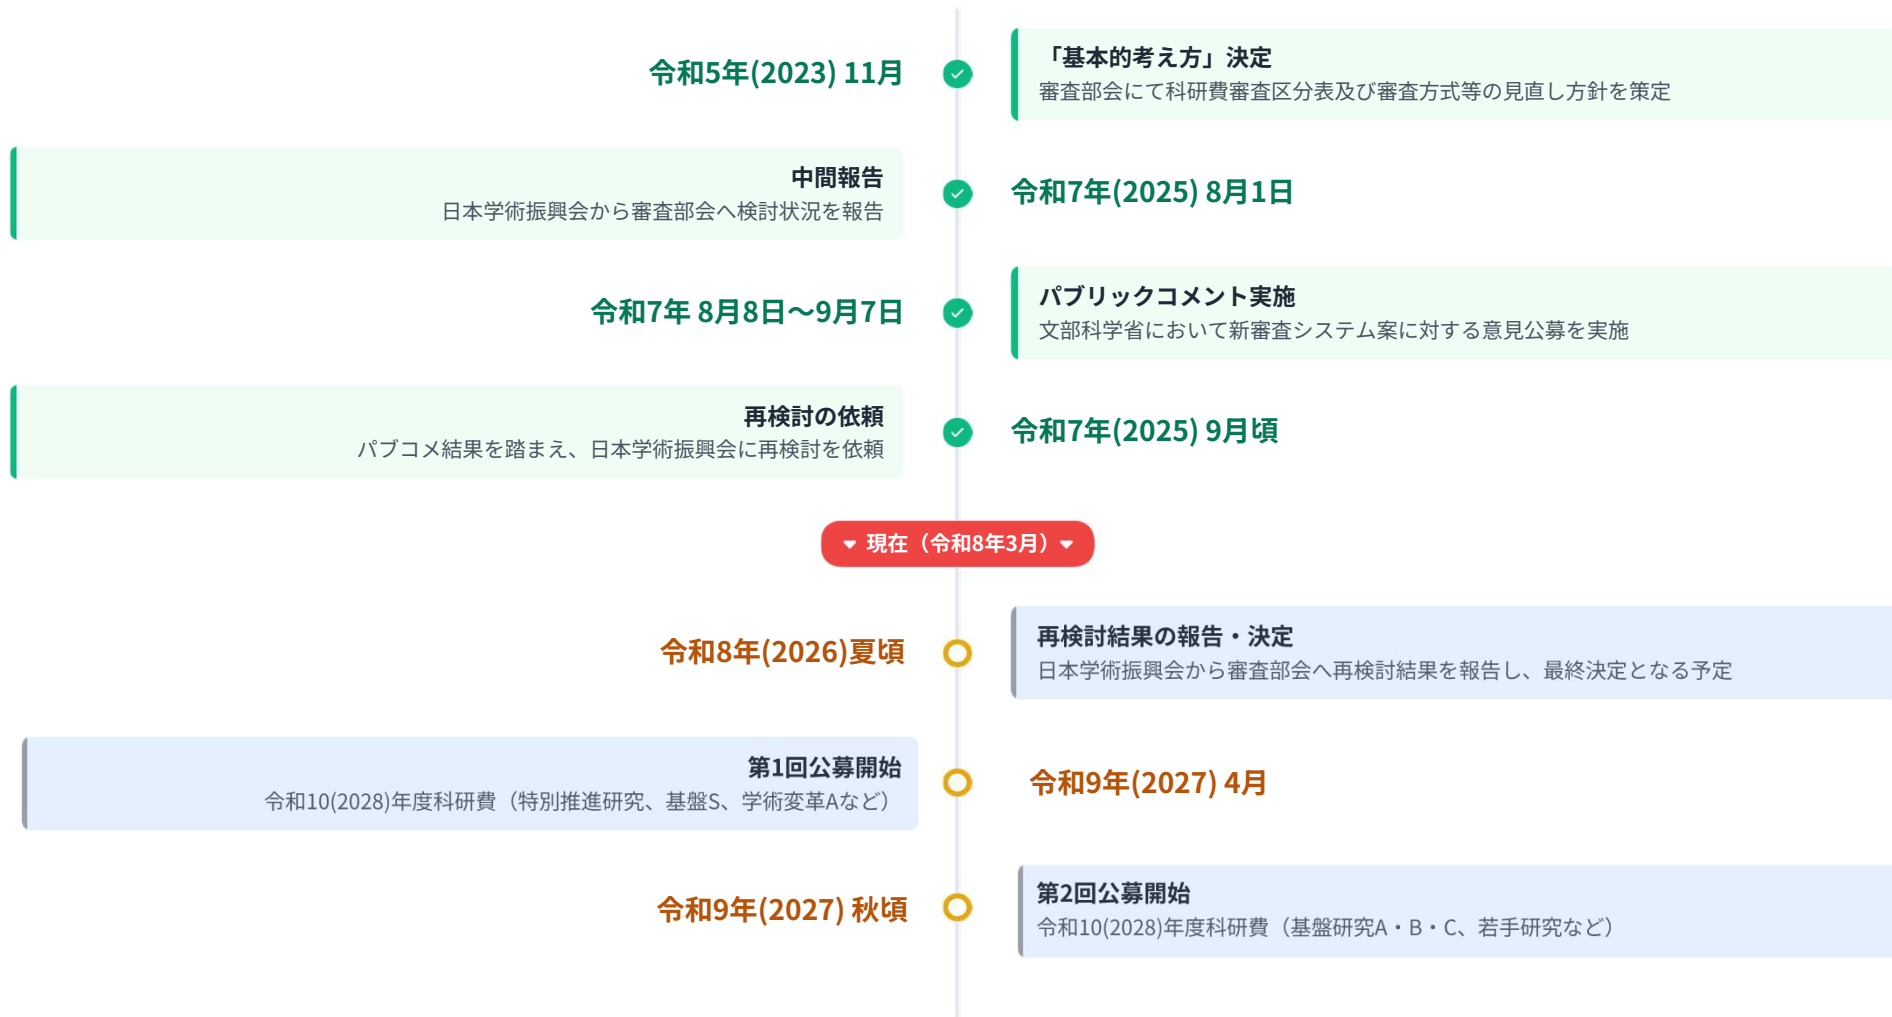 令和5年(2023) 11月
「基本的考え方」決定
審査部会にて科研費審査区分表及び審査方式等の見直し方針を策定
中間報告
日本学術振興会から審査部会へ検討状況を報告
令和7年(2025) 8月1日
令和7年 8月8日～9月7日
パブリックコメント実施
文部科学省において新審査システム案に対する意見公募を実施
再検討の依頼
パブコメ結果を踏まえ、日本学術振興会に再検討を依頼
令和7年(2025) 9月頃
現在（令和8年3月）
令和8年(2026)夏頃
再検討結果の報告・決定
日本学術振興会から審査部会へ再検討結果を報告し、最終決定となる予定
第1回公募開始
令和10(2028)年度科研費（特別推進研究、基盤S、学術変革Aなど）
令和9年(2027) 4月
令和9年(2027) 秋頃
第2回公募開始
令和10(2028)年度科研費（基盤研究A・B・C、若手研究など）